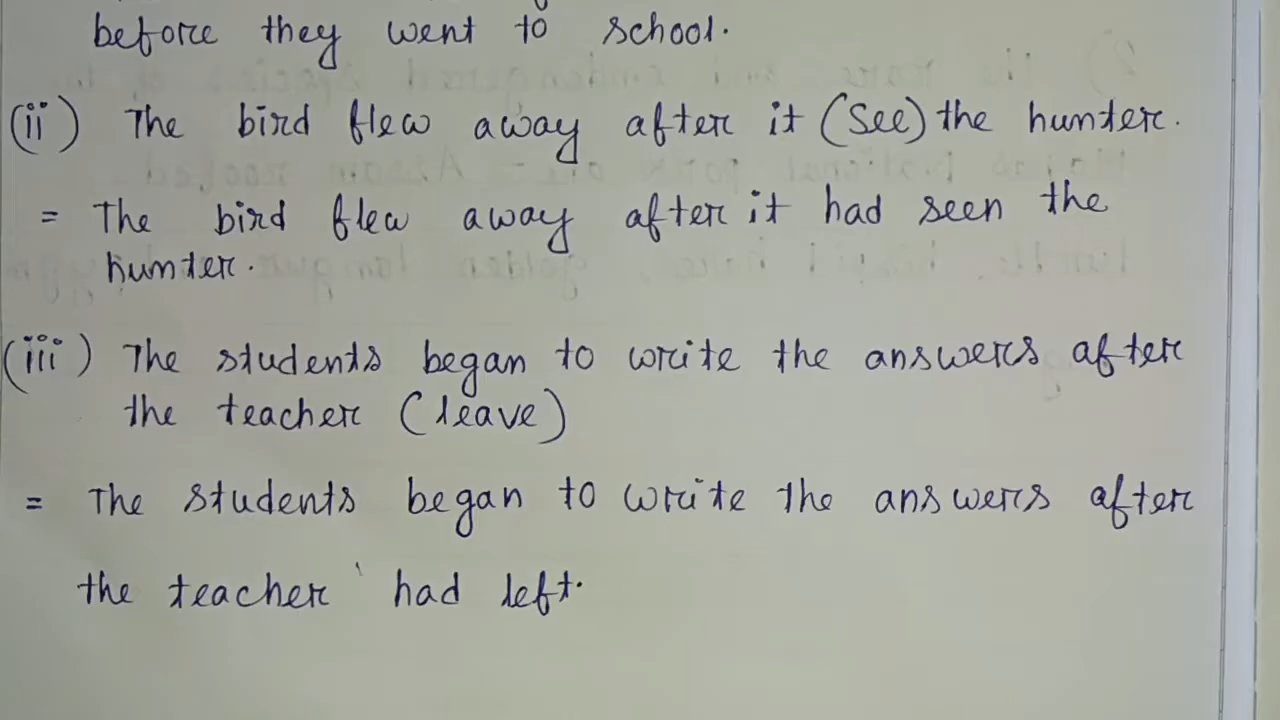 before they went to school.
(ii) The bird flew away after it (see) the hunter.
= The bird flew away after it had seen the
hunter.
(iii) The students began to write the answers after
the teacher (leave)
= The students began to write the answers after
the teacher had left.